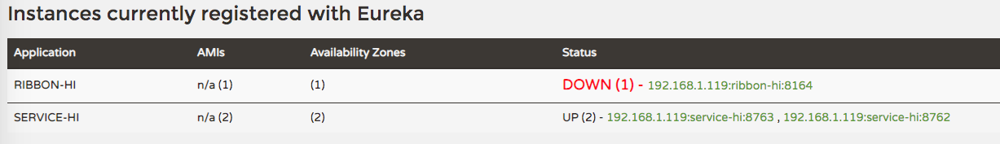 Instances currently registered with Eureka
Application AMIs Availability Zones Status
RIBBON-HI n/a (1) (1) DOWN (1) - 192.168.1.119:ribbon-hi:8164
SERVICE-HI n/a (2) (2) UP (2) - 192.168.1.119:service-hi:8763 , 192.168.1.119:service-hi:8762